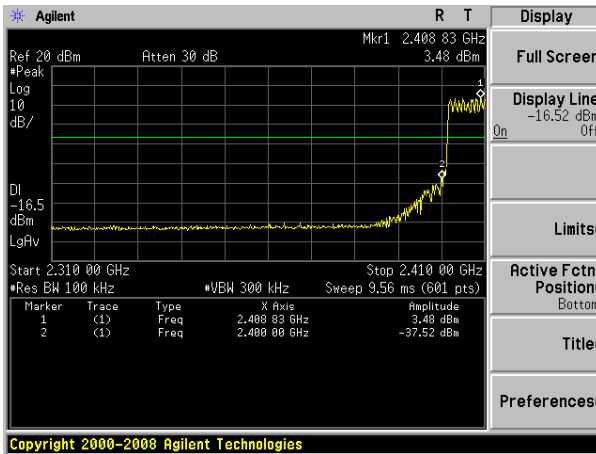 Agilent R T
Mkr1 2.408 83 GHz
Ref 20 dBm Atten 30 dB 3.48 dBm
#Peak
Log
10
dB/
1
2
DI
-16.5
dBm
LgAv
Start 2.310 00 GHz Stop 2.410 00 GHz
#Res BW 100 kHz #VBW 300 kHz Sweep 9.56 ms (601 pts)
Marker Trace Type X Axis Amplitude
1 (1) Freq 2.408 83 GHz 3.48 dBm
2 (1) Freq 2.400 00 GHz -37.52 dBm
Copyright 2000-2008 Agilent Technologies
Display
Full Screen
Display Line
-16.52 dBm
On Off
Limits
Active Fctn
Position
Bottom
Title
Preferences